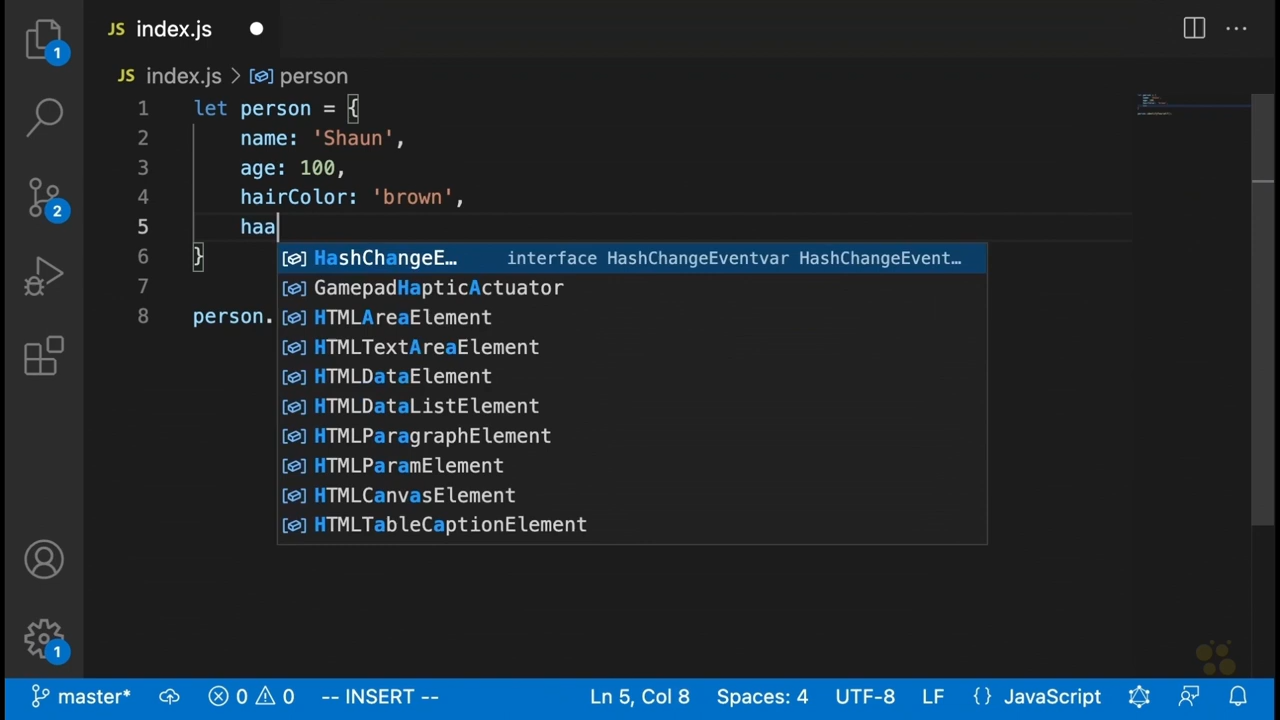 JS index.js
1
JS index.js > person
1 let person = {
2 name: 'Shaun',
3 age: 100,
4 hairColor: 'brown',
2
5 haa
6 }
HashChangeE… interface HashChangeEventvar HashChangeEvent…
7 GamepadHapticActuator
8 person.
HTMLAreaElement
HTMLTextAreaElement
HTMLDataElement
HTMLDataListElement
HTMLParagraphElement
HTMLParamElement
HTMLCanvasElement
HTMLTableCaptionElement
1
master* 0 0 -- INSERT -- Ln 5, Col 8 Spaces: 4 UTF-8 LF {} JavaScript